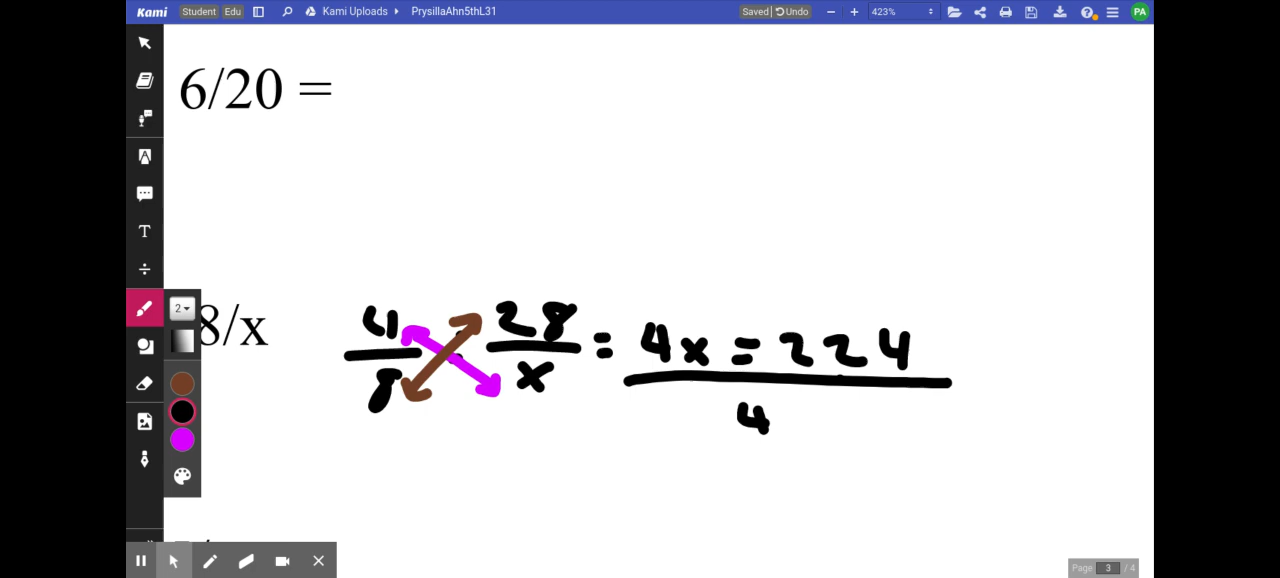 Kami Student Edu Kami Uploads PrysillaAhn5thL31 Saved Undo 423% PA
6/20 =
8/x
4 28 = 4x = 224
8 x 4
2
T
Page 3 / 4